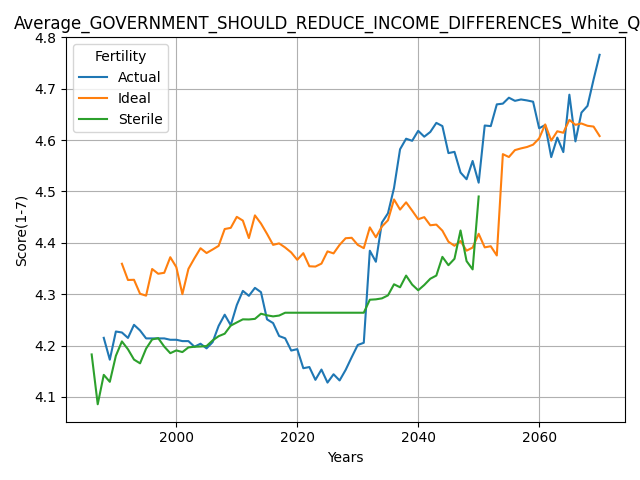 Average_GOVERNMENT_SHOULD_REDUCE_INCOME_DIFFERENCES_White_Q
4.8
4.7
4.6
4.5
4.4
4.3
4.2
4.1
Score(1-7)
Fertility
Actual
Ideal
Sterile
2000
2020
2040
2060
Years